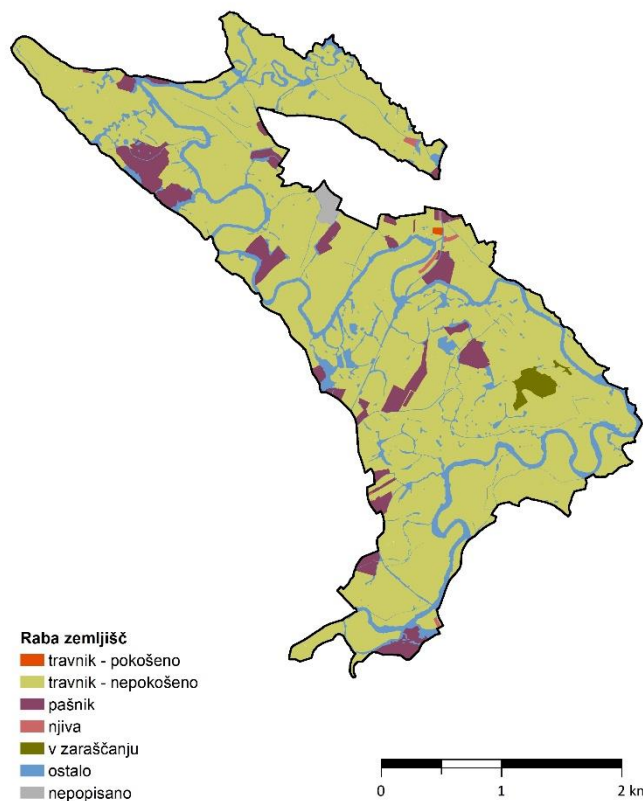 Raba zemljišč
travnik - pokošeno
travnik - nepokošeno
pašnik
njiva
v zaraščanju
ostalo
nepopisano
0 1 2 km